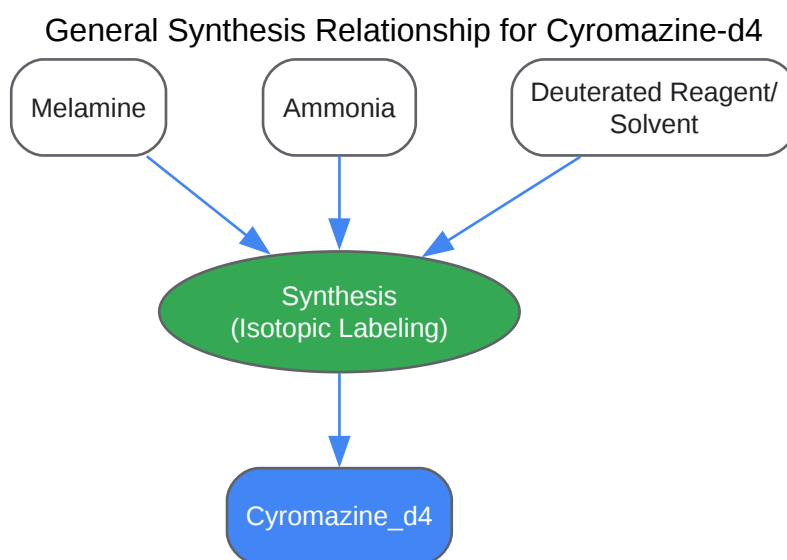 General Synthesis Relationship for Cyromazine-d4
Melamine
Ammonia
Deuterated Reagent/
Solvent
Synthesis
(Isotopic Labeling)
Cyromazine_d4